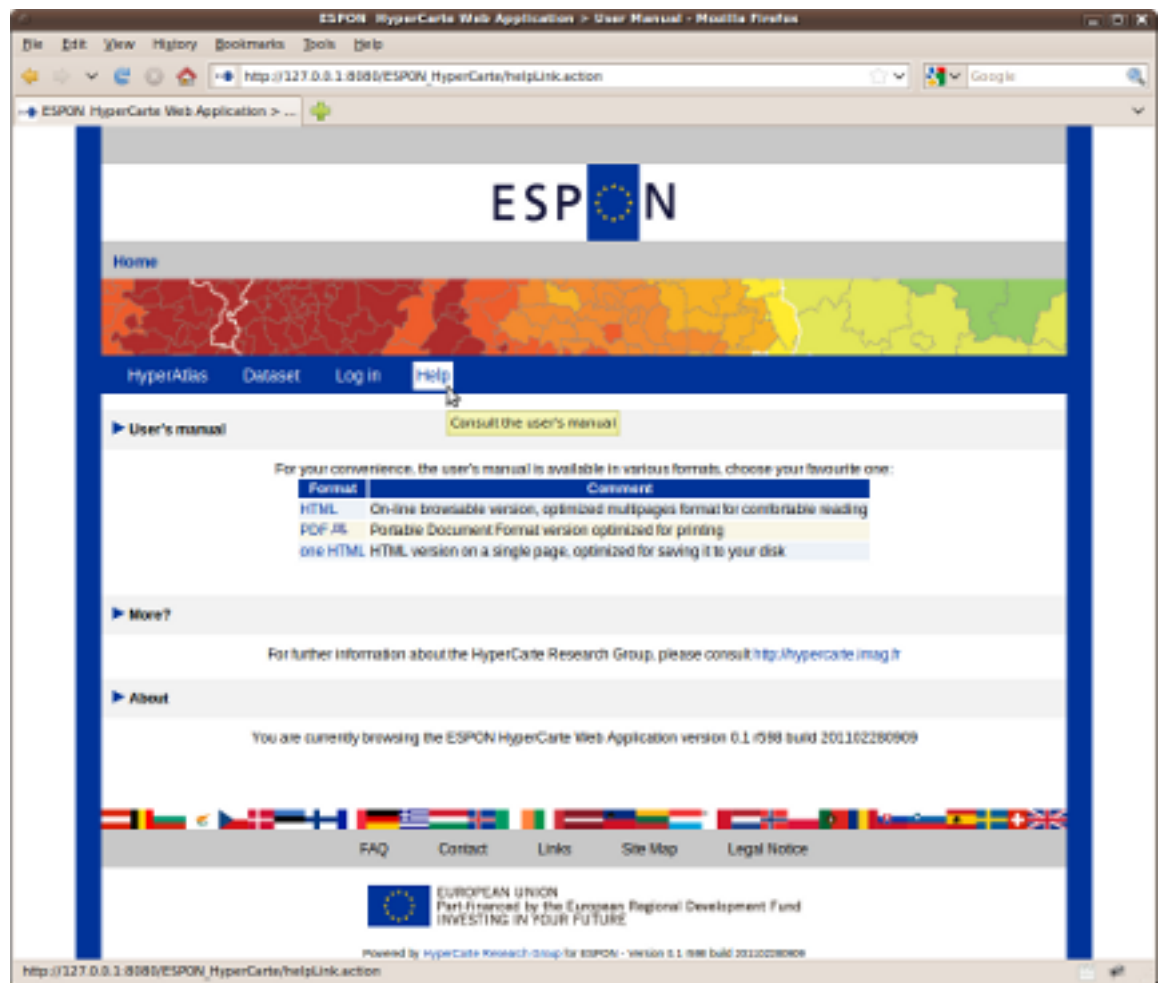 ESPON HyperCarte Web Application > User Manual - Mozilla Firefox
File Edit View History Bookmarks Tools Help
http://127.0.0.1:8080/ESPON_HyperCarte/helpLink.action
Google
ESPON HyperCarte Web Application > ...
ESPON
Home
HyperAtlas Dataset Log in Help
Consult the user's manual
User's manual
For your convenience, the user's manual is available in various formats, choose your favourite one:
Format Comment
HTML On-line browsable version, optimized multipages format for comfortable reading
PDF Portable Document Format version optimized for printing
one HTML HTML version on a single page, optimized for saving it to your disk
More?
For further information about the HyperCarte Research Group, please consult http://hypercarte.imag.fr
About
You are currently browsing the ESPON HyperCarte Web Application version 0.1 r598 build 201102280909
FAQ Contact Links Site Map Legal Notice
EUROPEAN UNION
Part-financed by the European Regional Development Fund
INVESTING IN YOUR FUTURE
Powered by HyperCarte Research Group for ESPON - Version 0.1 r598 build 201102280909
http://127.0.0.1:8080/ESPON_HyperCarte/helpLink.action